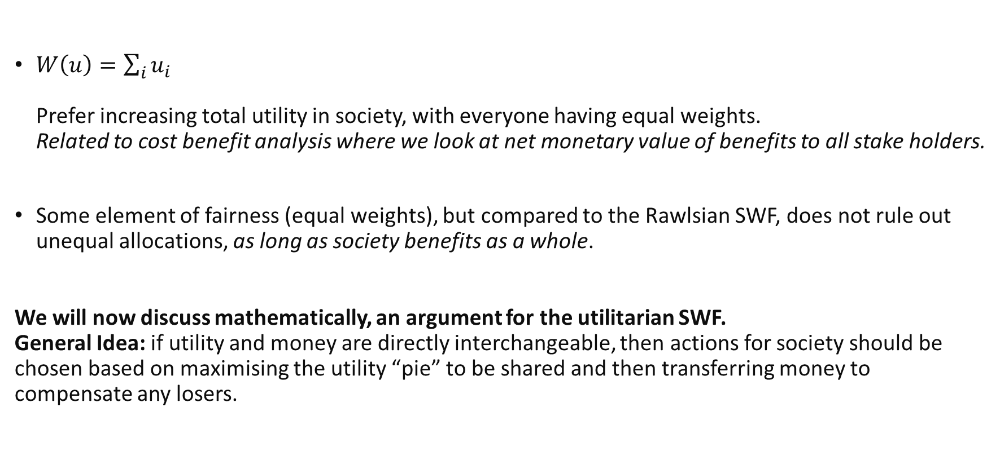 • W(u) = ∑ᵢ uᵢ
Prefer increasing total utility in society, with everyone having equal weights.
Related to cost benefit analysis where we look at net monetary value of benefits to all stake holders.
• Some element of fairness (equal weights), but compared to the Rawlsian SWF, does not rule out
unequal allocations, as long as society benefits as a whole.
We will now discuss mathematically, an argument for the utilitarian SWF.
General Idea: if utility and money are directly interchangeable, then actions for society should be
chosen based on maximising the utility “pie” to be shared and then transferring money to
compensate any losers.